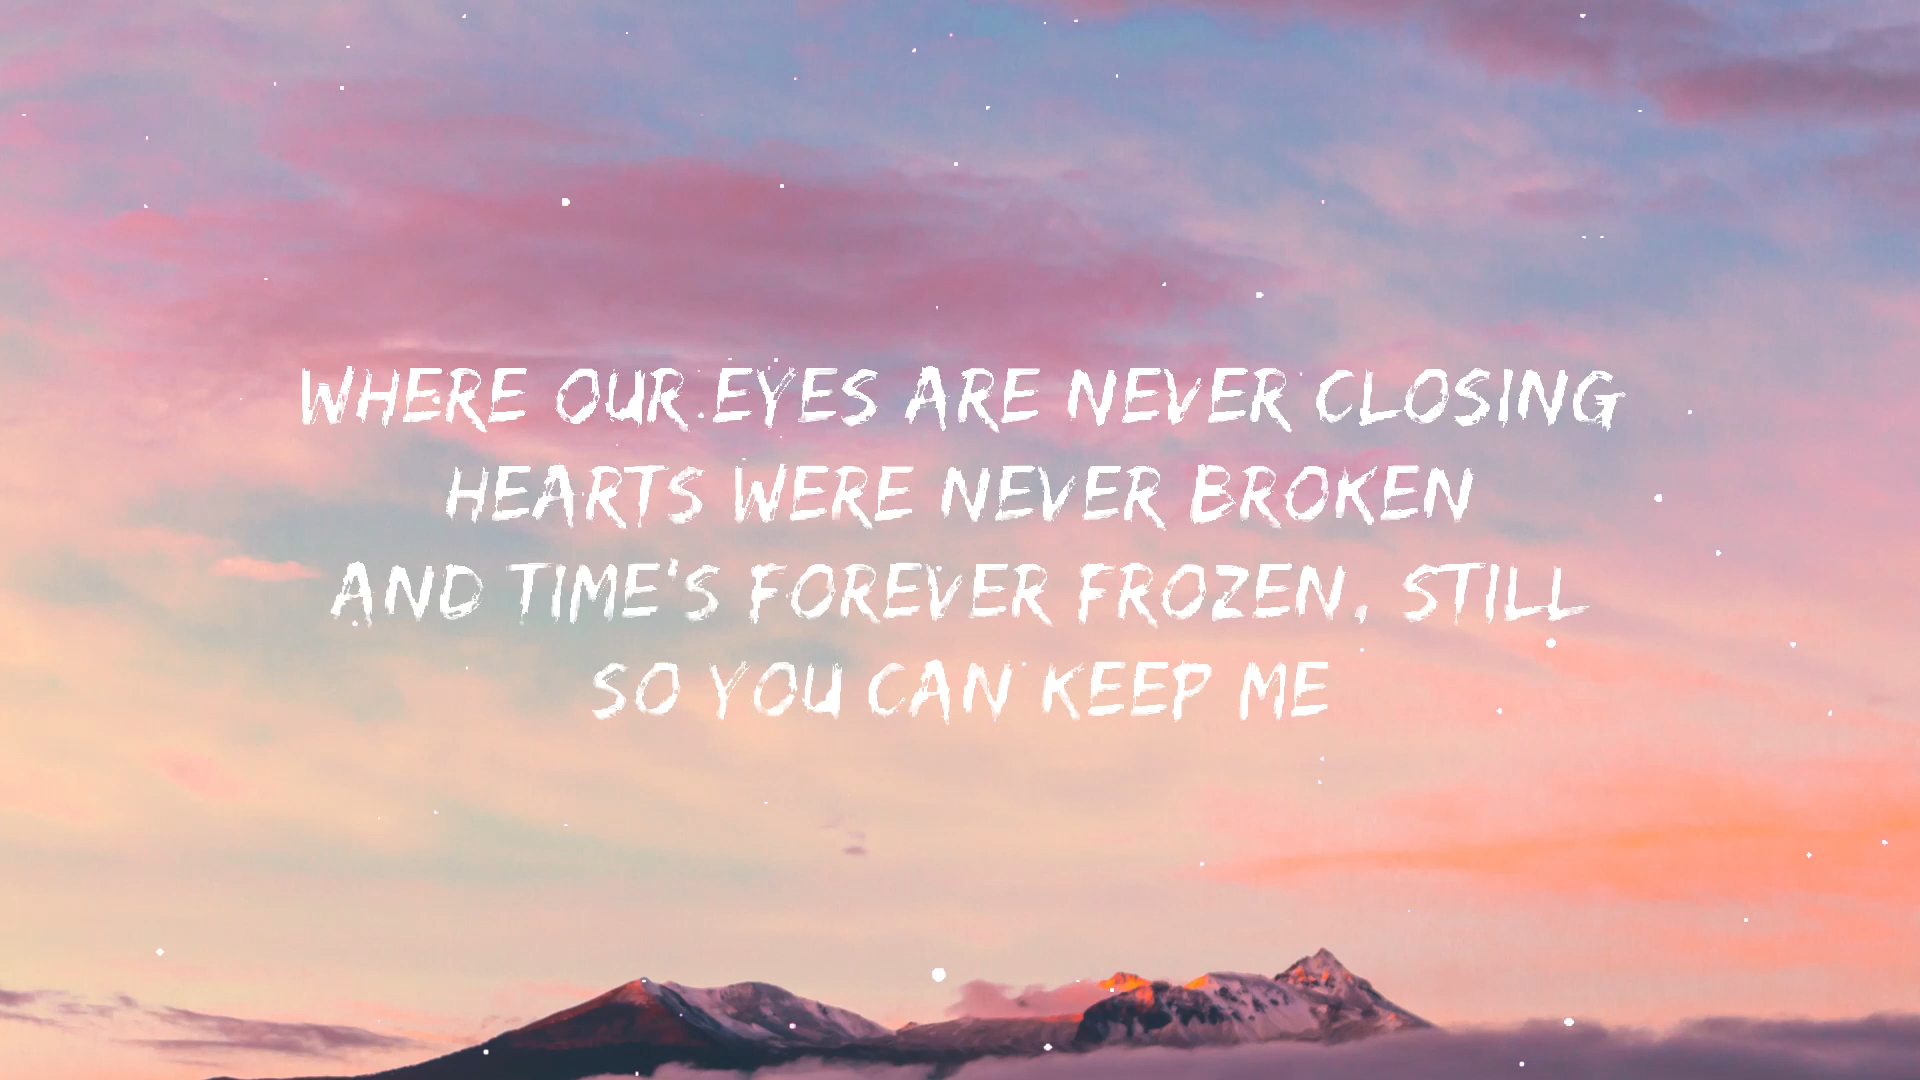 WHERE OUR EYES ARE NEVER CLOSING
HEARTS WERE NEVER BROKEN
AND TIME'S FOREVER FROZEN, STILL
SO YOU CAN KEEP ME